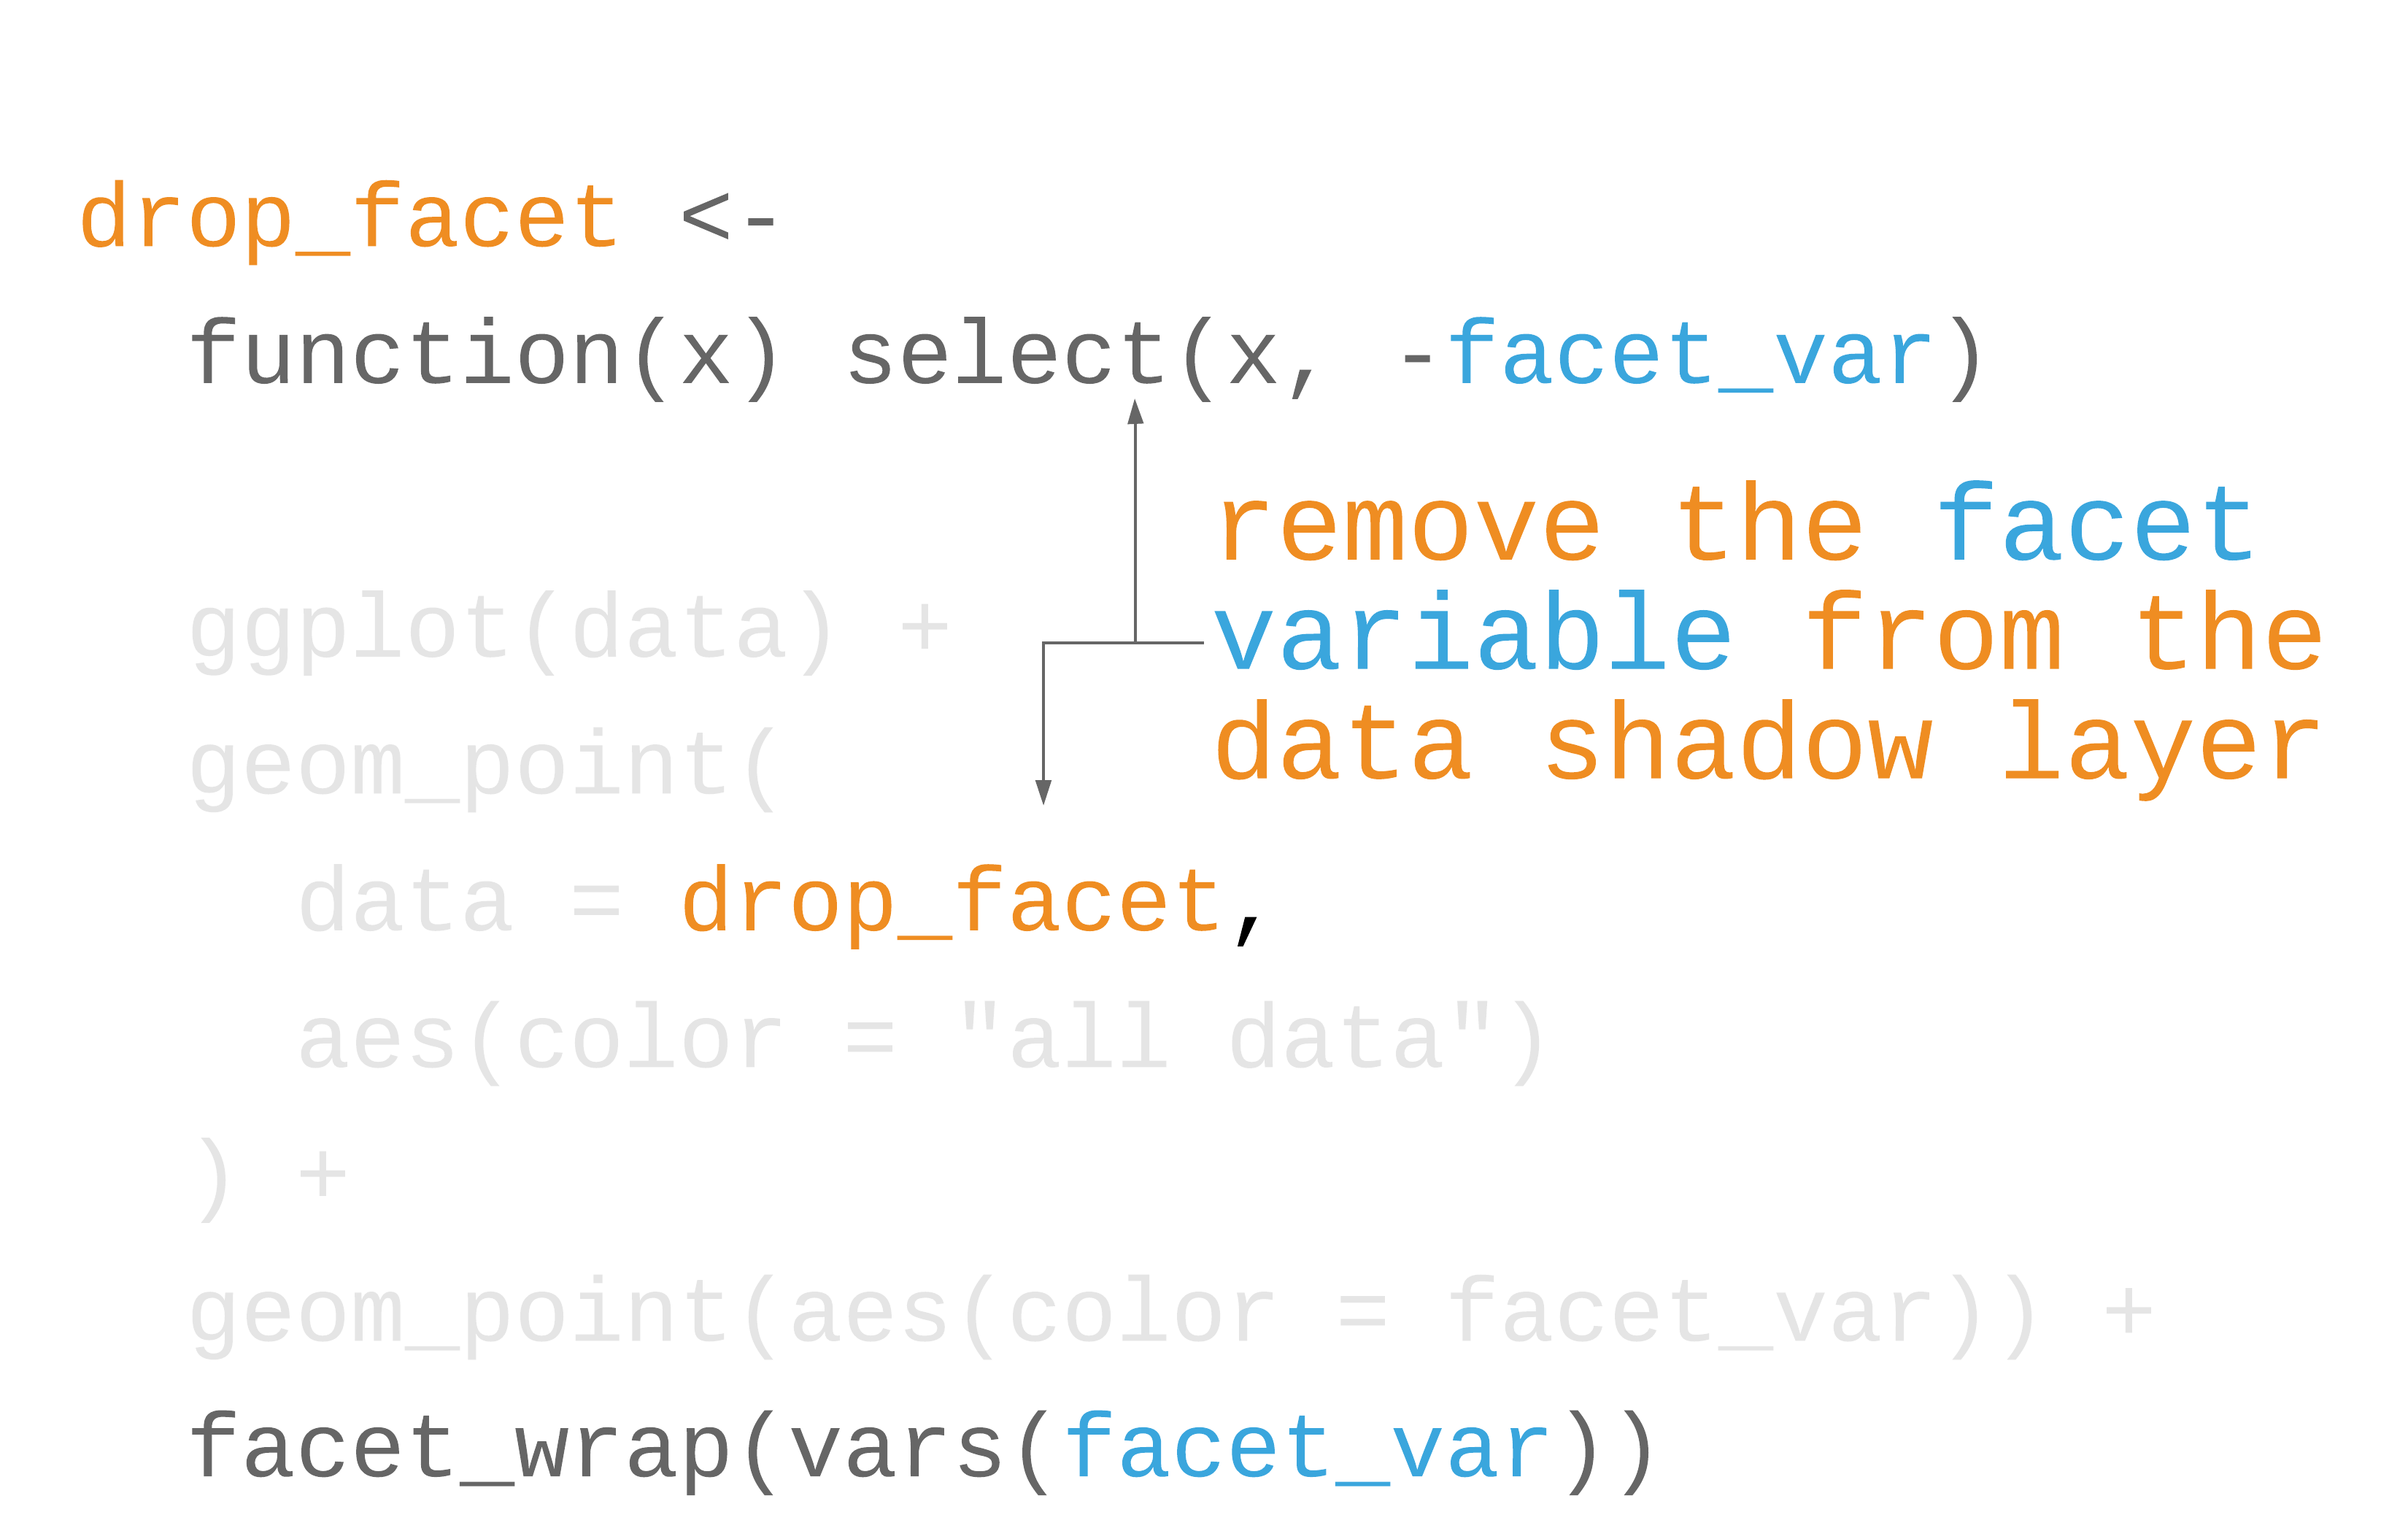 drop_facet <-
function(x) select(x, -facet_var)
remove the facet
variable from the
data shadow layer
ggplot(data) +
geom_point(
data = drop_facet,
aes(color = "all data")
) +
geom_point(aes(color = facet_var)) +
facet_wrap(vars(facet_var))